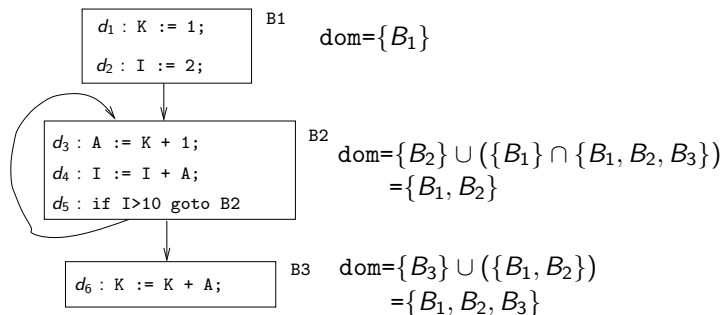 d₁ : K := 1;
d₂ : I := 2;
B1
dom={B₁}
d₃ : A := K + 1;
d₄ : I := I + A;
d₅ : if I>10 goto B2
B2
dom={B₂} ∪ ({B₁} ∩ {B₁, B₂, B₃})
={B₁, B₂}
d₆ : K := K + A;
B3
dom={B₃} ∪ ({B₁, B₂})
={B₁, B₂, B₃}